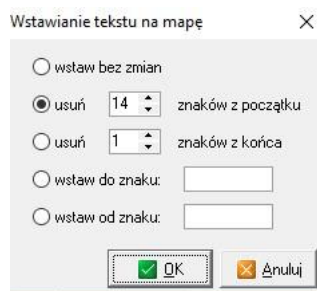 Wstawianie tekstu na mapę
wstaw bez zmian
usuń 14 znaków z początku
usuń 1 znaków z końca
wstaw do znaku:
wstaw od znaku:
OK Anuluj